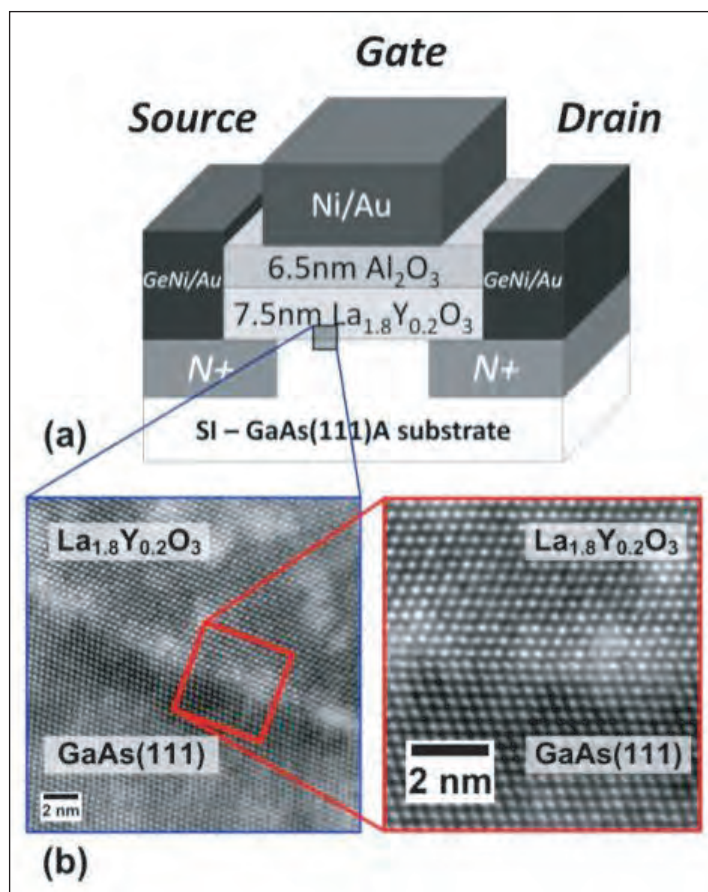 Gate
Source
Drain
Ni/Au
GeNi/Au
6.5nm Al₂O₃
GeNi/Au
7.5nm La₁.₈Y₀.₂O₃
N+
N+
(a)
SI – GaAs(111)A substrate
La₁.₈Y₀.₂O₃
La₁.₈Y₀.₂O₃
GaAs(111)
2 nm
2 nm
GaAs(111)
(b)